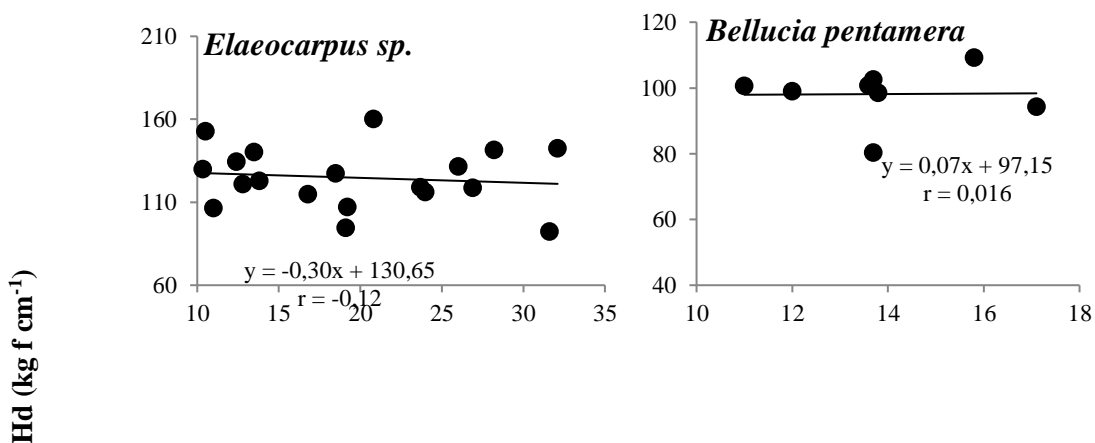 Elaeocarpus sp.
210
160
110
60
y = -0,30x + 130,65
r = -0,12
10 15 20 25 30 35
Bellucia pentamera
120
100
80
60
40
y = 0,07x + 97,15
r = 0,016
10 12 14 16 18
Hd (kg f cm-1)